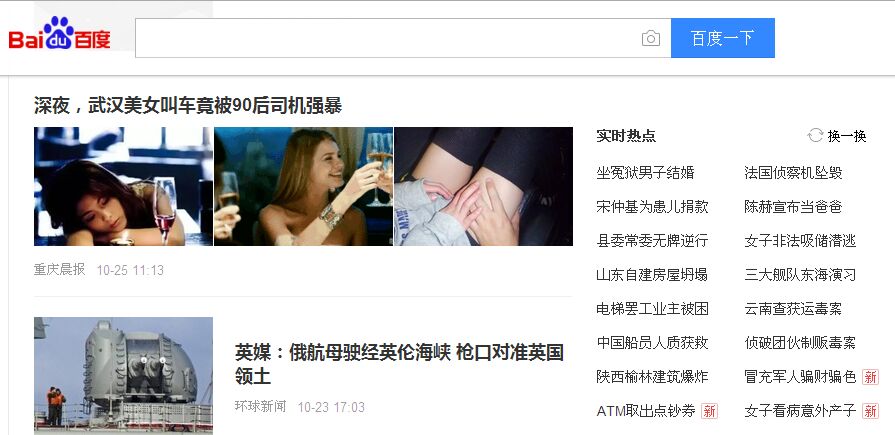 Bai du 百度
百度一下
深夜，武汉美女叫车竟被90后司机强暴
重庆晨报 10-25 11:13
英媒：俄航母驶经英伦海峡 枪口对准英国
领土
环球新闻 10-23 17:03
实时热点 换一换
坐冤狱男子结婚 法国侦察机坠毁
宋仲基为患儿捐款 陈赫宣布当爸爸
县委常委无牌逆行 女子非法吸储潜逃
山东自建房屋坍塌 三大舰队东海演习
电梯罢工业主被困 云南查获运毒案
中国船员人质获救 侦破团伙制贩毒案
陕西榆林建筑爆炸 冒充军人骗财骗色 新
ATM取出点钞券 新 女子看病意外产子 新